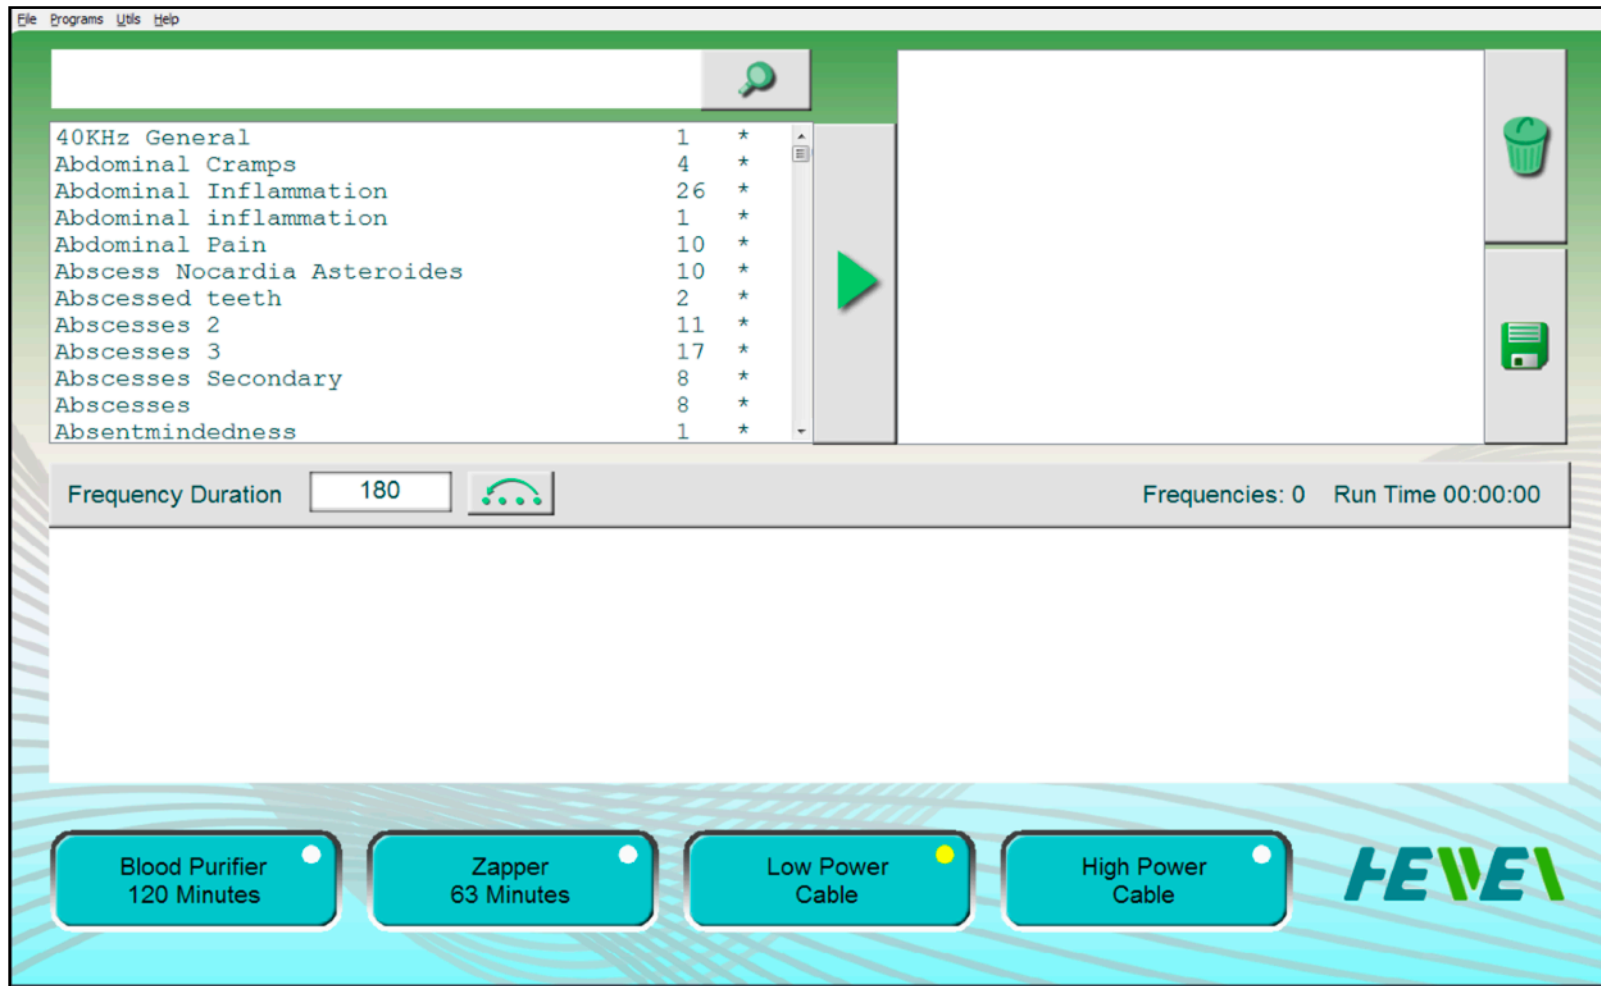 File Programs Utils Help
40KHz General 1 *
Abdominal Cramps 4 *
Abdominal Inflammation 26 *
Abdominal inflammation 1 *
Abdominal Pain 10 *
Abscess Nocardia Asteroides 10 *
Abscessed teeth 2 *
Abscesses 2 11 *
Abscesses 3 17 *
Abscesses Secondary 8 *
Abscesses 8 *
Absentmindedness 1 *
Frequency Duration 180 Frequencies: 0 Run Time 00:00:00
Blood Purifier
120 Minutes
Zapper
63 Minutes
Low Power
Cable
High Power
Cable